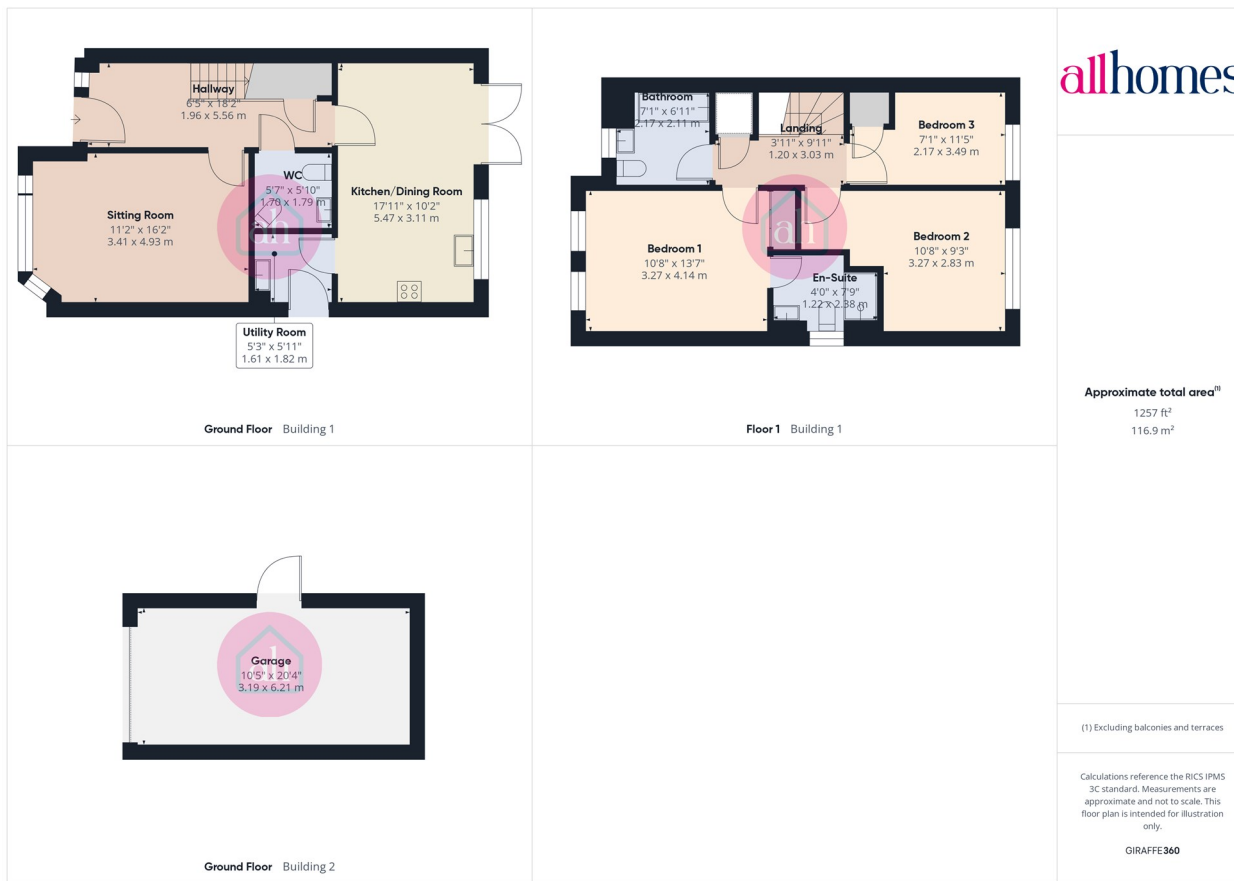 Hallway
6'5" x 18'2"
1.96 x 5.56 m
Sitting Room
11'2" x 16'2"
3.41 x 4.93 m
WC
5'7" x 5'10"
1.70 x 1.79 m
Kitchen/Dining Room
17'11" x 10'2"
5.47 x 3.11 m
ah
Utility Room
5'3" x 5'11"
1.61 x 1.82 m
Ground Floor Building 1
Bathroom
7'1" x 6'11"
2.17 x 2.11 m
Landing
3'11" x 9'11"
1.20 x 3.03 m
Bedroom 3
7'1" x 11'5"
2.17 x 3.49 m
Bedroom 1
10'8" x 13'7"
3.27 x 4.14 m
ah
Bedroom 2
10'8" x 9'3"
3.27 x 2.83 m
En-Suite
4'0" x 7'9"
1.22 x 2.38 m
Floor 1 Building 1
Garage
10'5" x 20'4"
3.19 x 6.21 m
ah
Ground Floor Building 2
allhomes
Approximate total area(1)
1257 ft²
116.9 m²
(1) Excluding balconies and terraces
Calculations reference the RICS IPMS
3C standard. Measurements are
approximate and not to scale. This
floor plan is intended for illustration
only.
GIRAFFE360